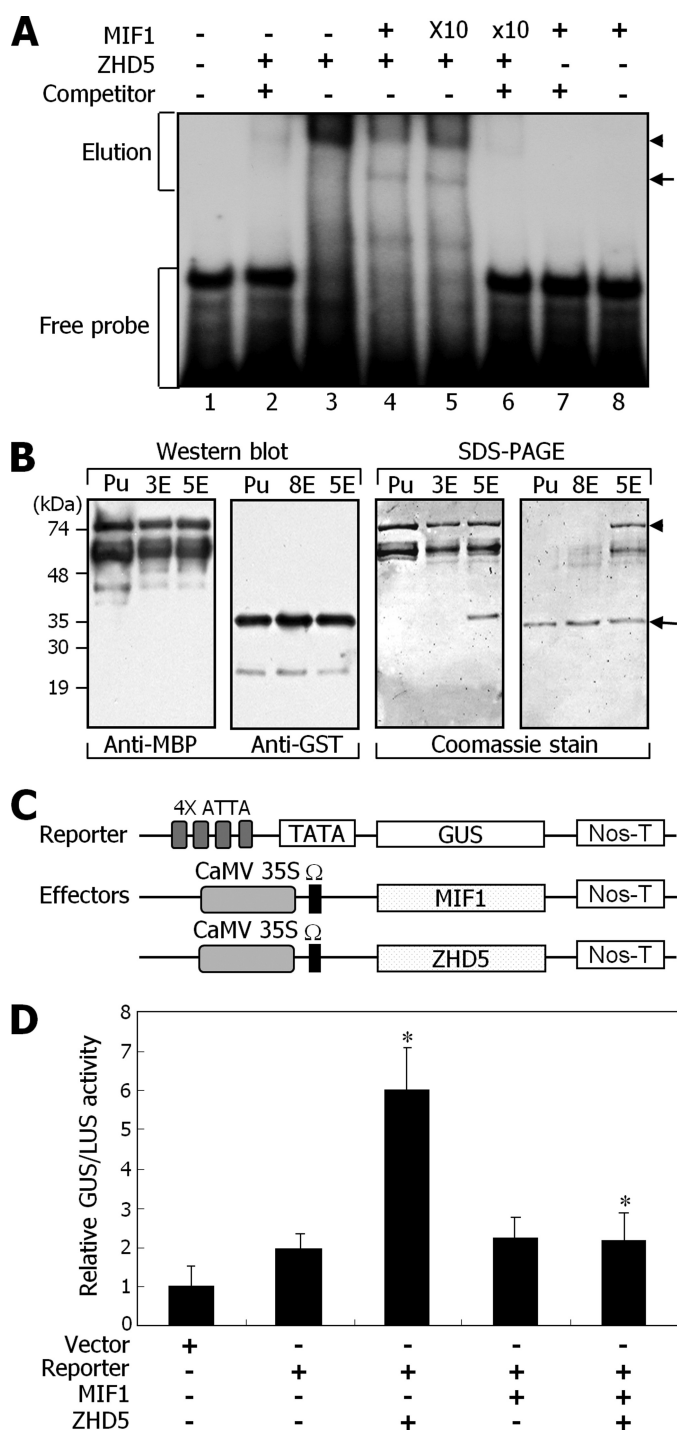 A
MIF1 - - - + X10 x10 + +
ZHD5 - + + + + + - -
Competitor - + - - - + + -
Elution
Free probe
1 2 3 4 5 6 7 8
B
Western blot SDS-PAGE
(kDa) Pu 3E 5E Pu 8E 5E Pu 3E 5E Pu 8E 5E
74
48
35
30
19
Anti-MBP Anti-GST Coomassie stain
C
4X ATTA
Reporter TATA GUS Nos-T
CaMV 35S Ω
Effectors MIF1 Nos-T
CaMV 35S Ω
ZHD5 Nos-T
D
Relative GUS/LUS activity
8
7
6
5
4
3
2
1
0
* *
Vector + - - - -
Reporter - + + + +
MIF1 - - - + +
ZHD5 - - + - +